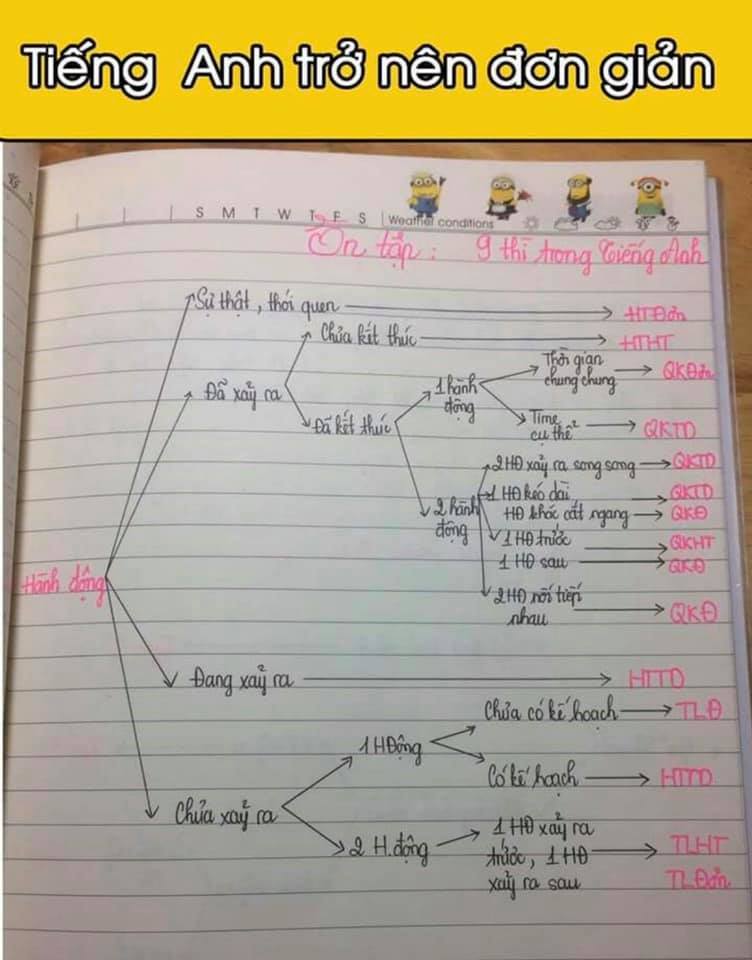 Tiếng Anh trở nên đơn giản
S M T W T F S | Weather conditions
Ôn tập : 9 thì trong Tiếng Anh
Sự thật, thói quen → HTĐơn
Chưa kết thúc → HTHT
Đã xảy ra
Đã kết thúc
1 hành động
Thời gian chung chung → QKĐơn
Time cụ thể → QKTD
2 hành động
2HĐ xảy ra song song → QKTD
1 HĐ kéo dài → QKTD
HĐ khác cắt ngang → QKĐ
1 HĐ trước → QKHT
1 HĐ sau → QKĐ
2HĐ nối tiếp nhau → QKĐ
Hành động
Đang xảy ra → HTTD
Chưa xảy ra
1 HĐộng
Chưa có kế hoạch → TLĐ
Có kế hoạch → HTTD
2 H.động
1 HĐ xảy ra
trước, 1 HĐ → TLHT
xảy ra sau TLĐơn